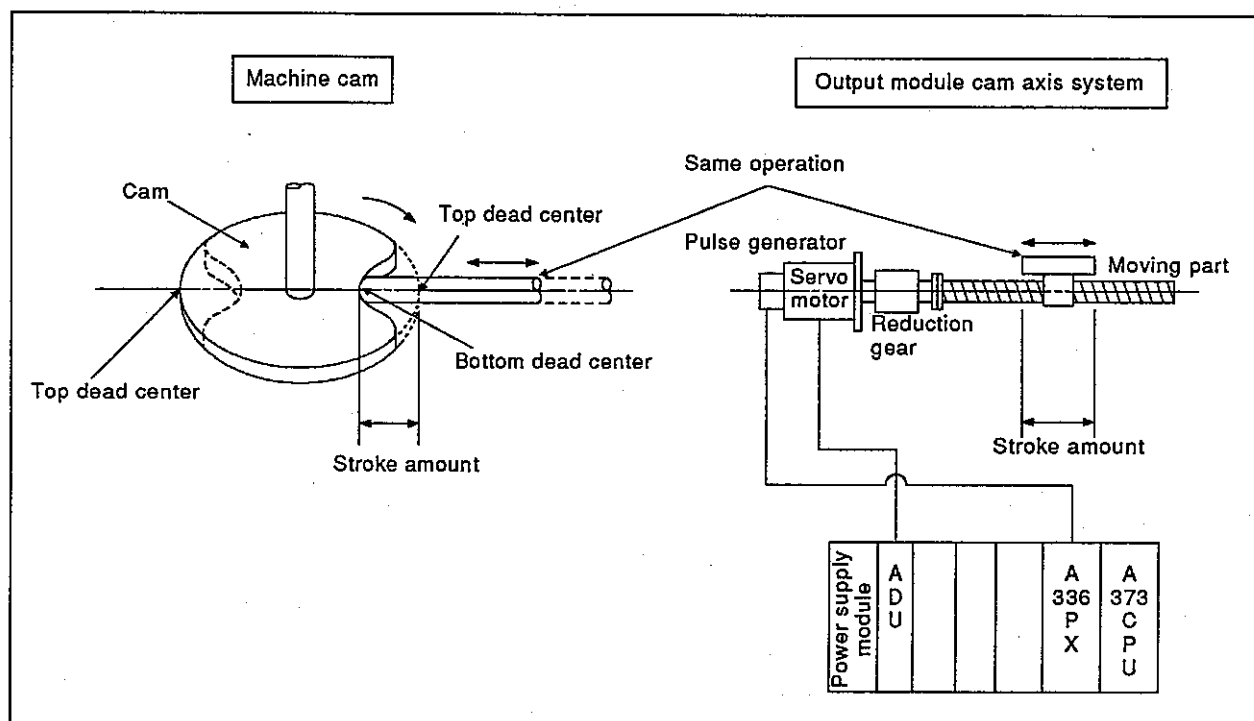 Machine cam
Output module cam axis system
Same operation
Cam
Top dead center
Pulse generator
Servo
motor
Moving part
Reduction
gear
Bottom dead center
Top dead center
Stroke amount
Stroke amount
Power supply
module
A
D
U
A
336
P
X
A
373
C
P
U